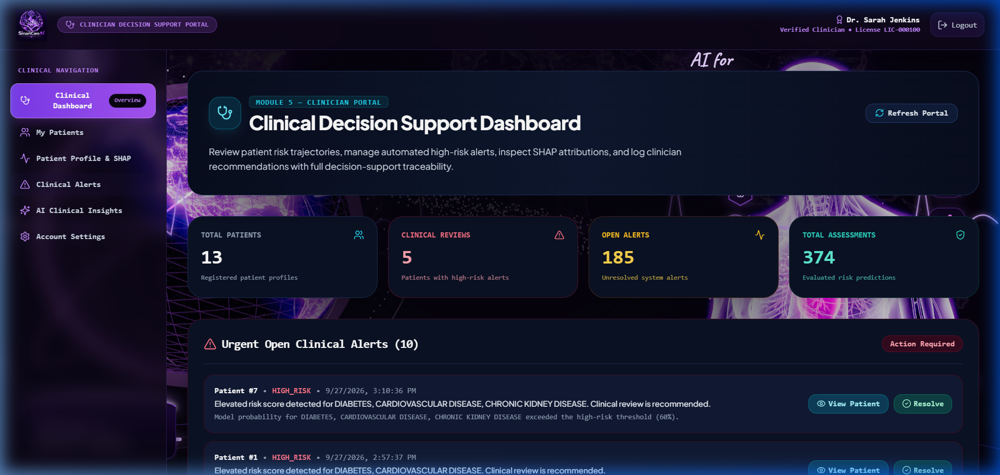 SmartCare AI
CLINICIAN DECISION SUPPORT PORTAL
Dr. Sarah Jenkins
Verified Clinician • License LIC-000100
Logout
CLINICAL NAVIGATION
Clinical Dashboard
Overview
My Patients
Patient Profile & SHAP
Clinical Alerts
AI Clinical Insights
Account Settings
AI for
MODULE 5 — CLINICIAN PORTAL
Clinical Decision Support Dashboard
Refresh Portal
Review patient risk trajectories, manage automated high-risk alerts, inspect SHAP attributions, and log clinician
recommendations with full decision-support traceability.
TOTAL PATIENTS
13
Registered patient profiles
CLINICAL REVIEWS
5
Patients with high-risk alerts
OPEN ALERTS
185
Unresolved system alerts
TOTAL ASSESSMENTS
374
Evaluated risk predictions
Urgent Open Clinical Alerts (10)
Action Required
Patient #7 • HIGH_RISK • 9/27/2026, 3:10:36 PM
Elevated risk score detected for DIABETES, CARDIOVASCULAR DISEASE, CHRONIC KIDNEY DISEASE. Clinical review is recommended.
Model probability for DIABETES, CARDIOVASCULAR DISEASE, CHRONIC KIDNEY DISEASE exceeded the high-risk threshold (60%).
View Patient
Resolve
Patient #1 • HIGH_RISK • 9/27/2026, 2:57:37 PM
Elevated risk score detected for DIABETES, CARDIOVASCULAR DISEASE. Clinical review is recommended.
View Patient
Resolve